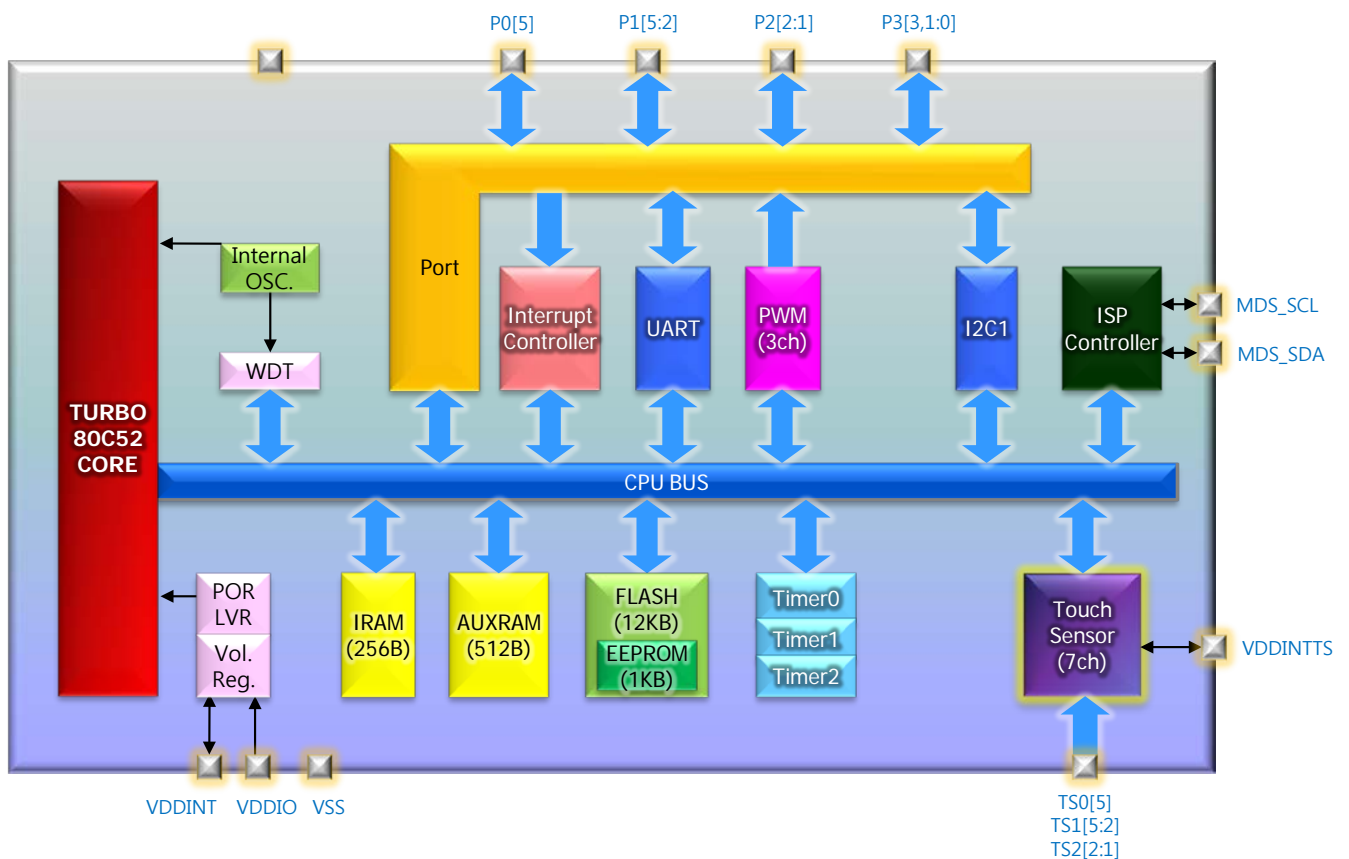 P0[5]
P1[5:2]
P2[2:1]
P3[3,1:0]
Port
Internal
OSC.
WDT
TURBO
80C52
CORE
Interrupt
Controller
UART
PWM
(3ch)
I2C1
ISP
Controller
MDS_SCL
MDS_SDA
CPU BUS
POR
LVR
Vol.
Reg.
IRAM
(256B)
AUXRAM
(512B)
FLASH
(12KB)
EEPROM
(1KB)
Timer0
Timer1
Timer2
Touch
Sensor
(7ch)
VDDINTTS
VDDINT
VDDIO
VSS
TS0[5]
TS1[5:2]
TS2[2:1]